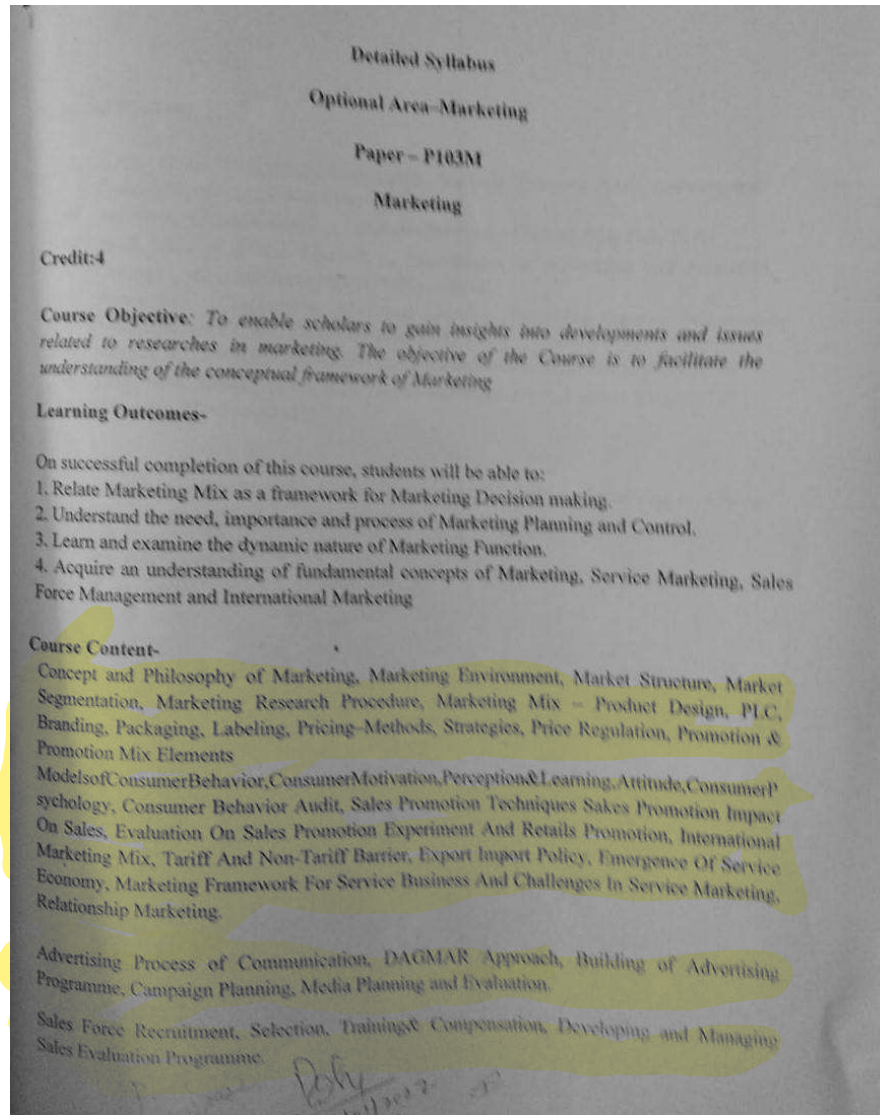 Detailed Syllabus
Optional Area–Marketing
Paper – P103M
Marketing
Credit:4
Course Objective: To enable scholars to gain insights into developments and issues
related to researches in marketing. The objective of the Course is to facilitate the
understanding of the conceptual framework of Marketing
Learning Outcomes-
On successful completion of this course, students will be able to:
1. Relate Marketing Mix as a framework for Marketing Decision making.
2. Understand the need, importance and process of Marketing Planning and Control.
3. Learn and examine the dynamic nature of Marketing Function.
4. Acquire an understanding of fundamental concepts of Marketing, Service Marketing, Sales
Force Management and International Marketing
Course Content-
Concept and Philosophy of Marketing, Marketing Environment, Market Structure, Market
Segmentation, Marketing Research Procedure, Marketing Mix – Product Design, PLC,
Branding, Packaging, Labeling, Pricing–Methods, Strategies, Price Regulation, Promotion &
Promotion Mix Elements
ModelsofConsumerBehavior,ConsumerMotivation,Perception&Learning,Attitude,ConsumerP
sychology, Consumer Behavior Audit, Sales Promotion Techniques Sakes Promotion Impact
On Sales, Evaluation On Sales Promotion Experiment And Retails Promotion, International
Marketing Mix, Tariff And Non-Tariff Barrier, Export Import Policy, Emergence Of Service
Economy, Marketing Framework For Service Business And Challenges In Service Marketing,
Relationship Marketing.
Advertising Process of Communication, DAGMAR Approach, Building of Advertising
Programme, Campaign Planning, Media Planning and Evaluation.
Sales Force Recruitment, Selection, Training& Compensation, Developing and Managing
Sales Evaluation Programme.